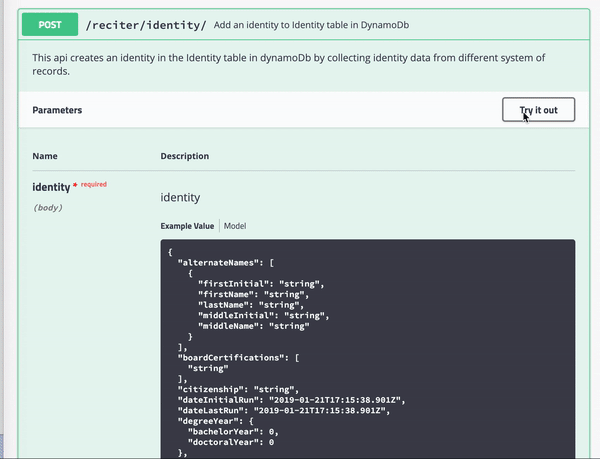 POST /reciter/identity/ Add an identity to Identity table in DynamoDb
This api creates an identity in the Identity table in dynamoDb by collecting identity data from different system of
records.
Parameters Try it out
Name Description
identity * required identity
(body)
Example Value Model
{
  "alternateNames": [
    {
      "firstInitial": "string",
      "firstName": "string",
      "lastName": "string",
      "middleInitial": "string",
      "middleName": "string"
    }
  ],
  "boardCertifications": [
    "string"
  ],
  "citizenship": "string",
  "dateInitialRun": "2019-01-21T17:15:38.901Z",
  "dateLastRun": "2019-01-21T17:15:38.901Z",
  "degreeYear": {
    "bachelorYear": 0,
    "doctoralYear": 0
  },